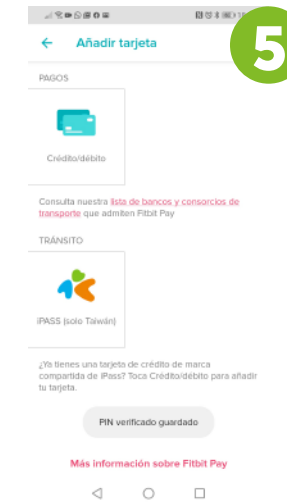 5
Añadir tarjeta
PAGOS
Crédito/débito
Consulta nuestra lista de bancos y consorcios de
transporte que admiten Fitbit Pay
TRÁNSITO
iPASS (solo Taiwán)
¿Ya tienes una tarjeta de crédito de marca
compartida de iPass? Toca Crédito/débito para añadir
tu tarjeta.
PIN verificado guardado
Más información sobre Fitbit Pay